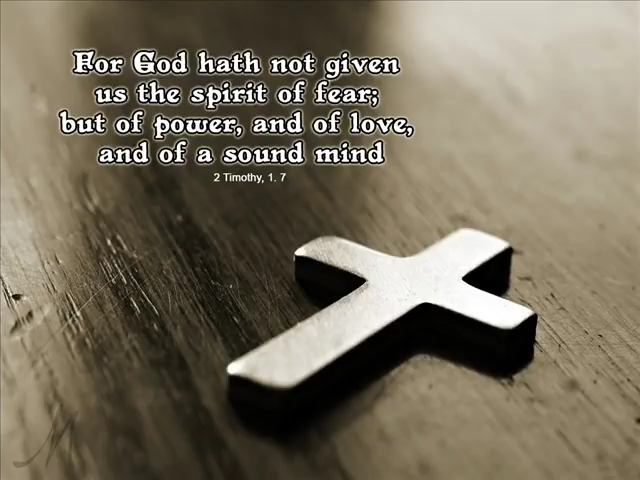 For God hath not given
us the spirit of fear;
but of power, and of love,
and of a sound mind
2 Timothy, 1. 7